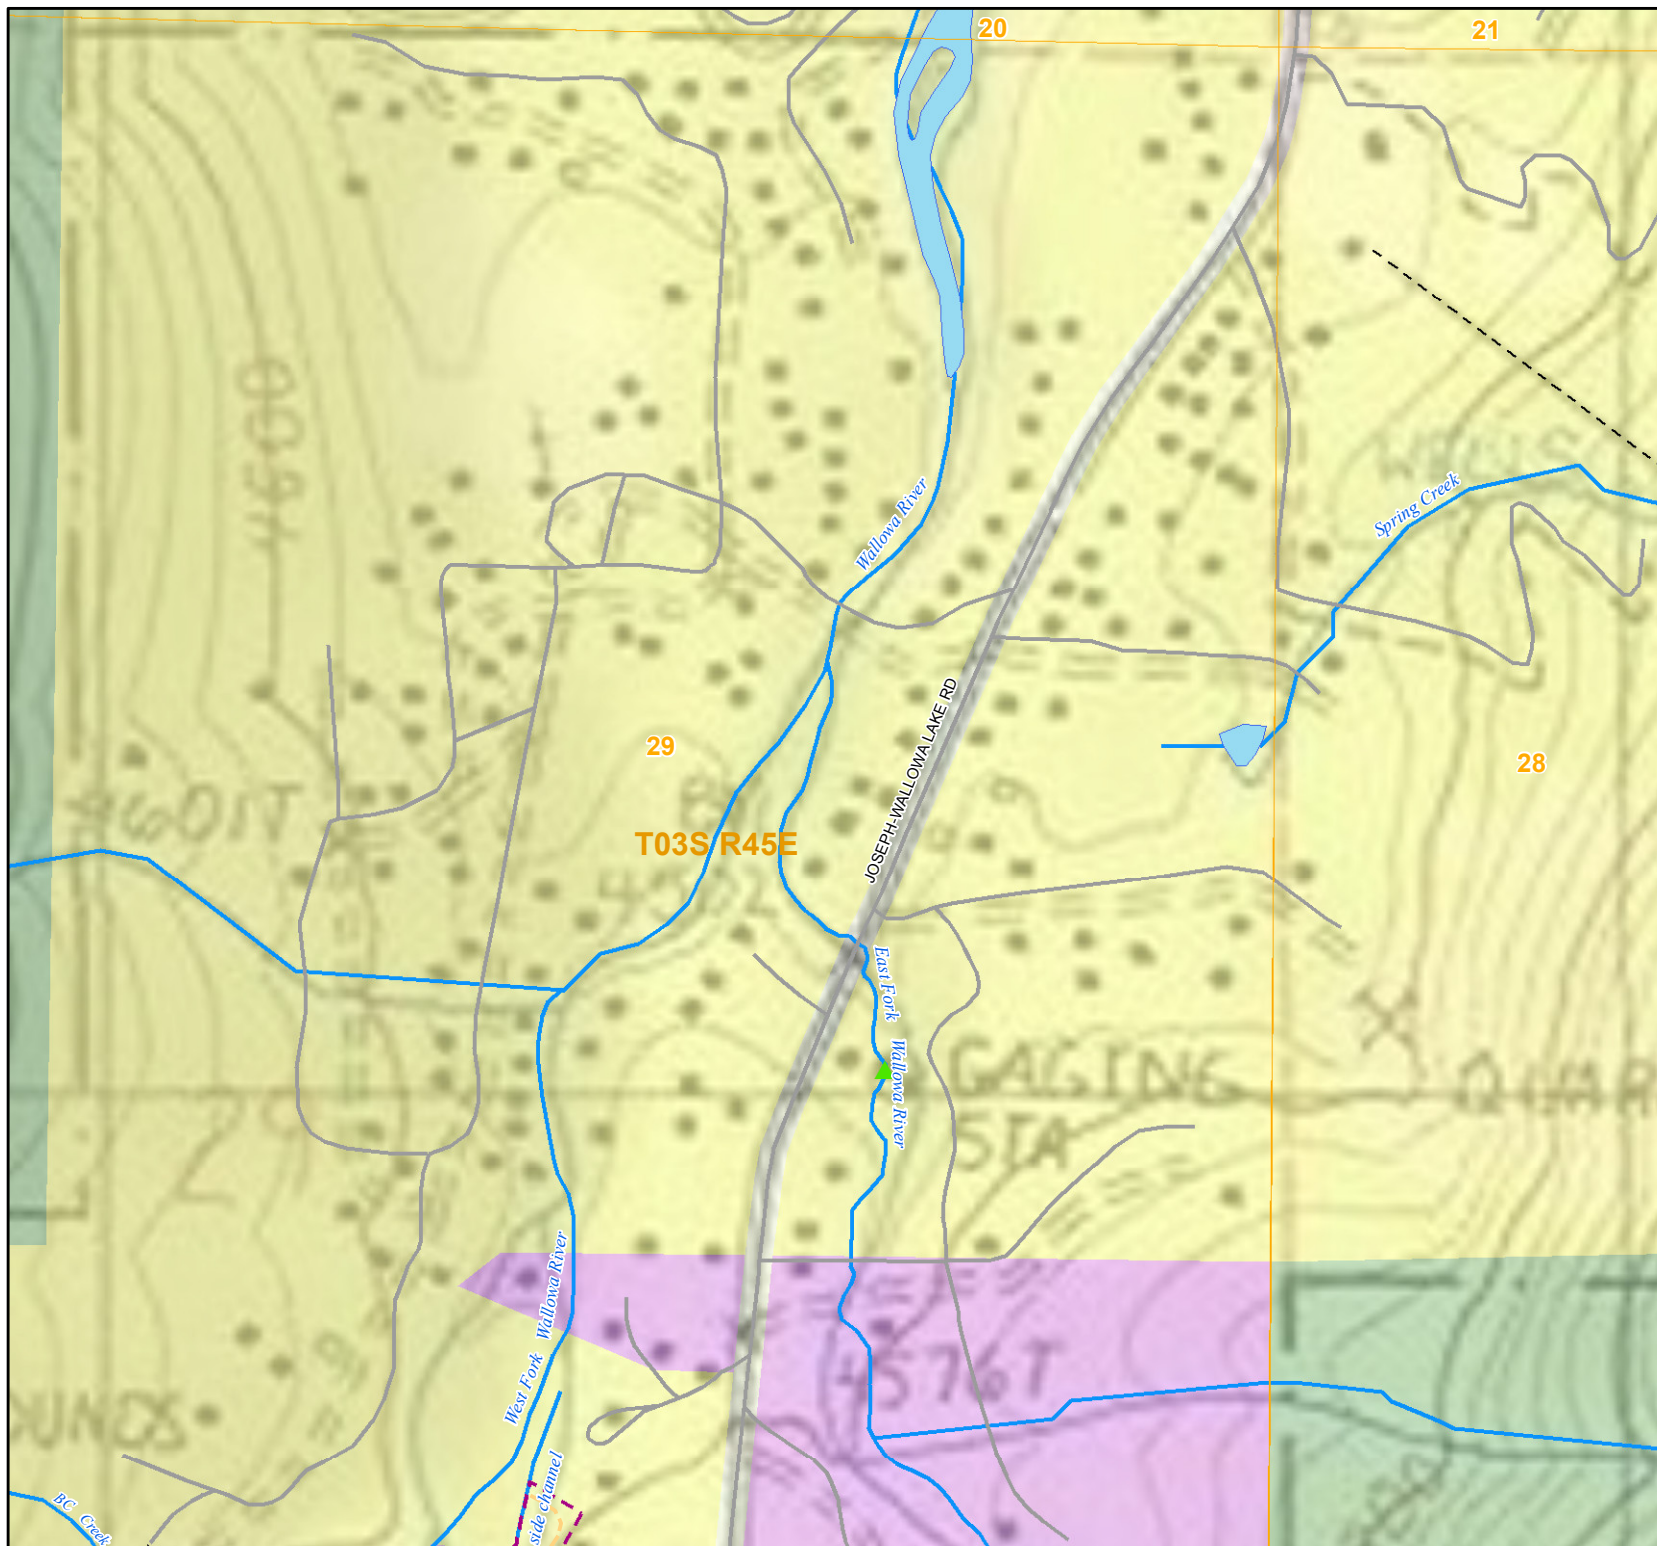 20
21
4600
Wallowa River
Spring Creek
JOSEPH-WALLOWA LAKE RD
29
28
T03S R45E
East Fork Wallowa River
GAGING
STA
West Fork Wallowa River
4576T
side channel
BC Creek